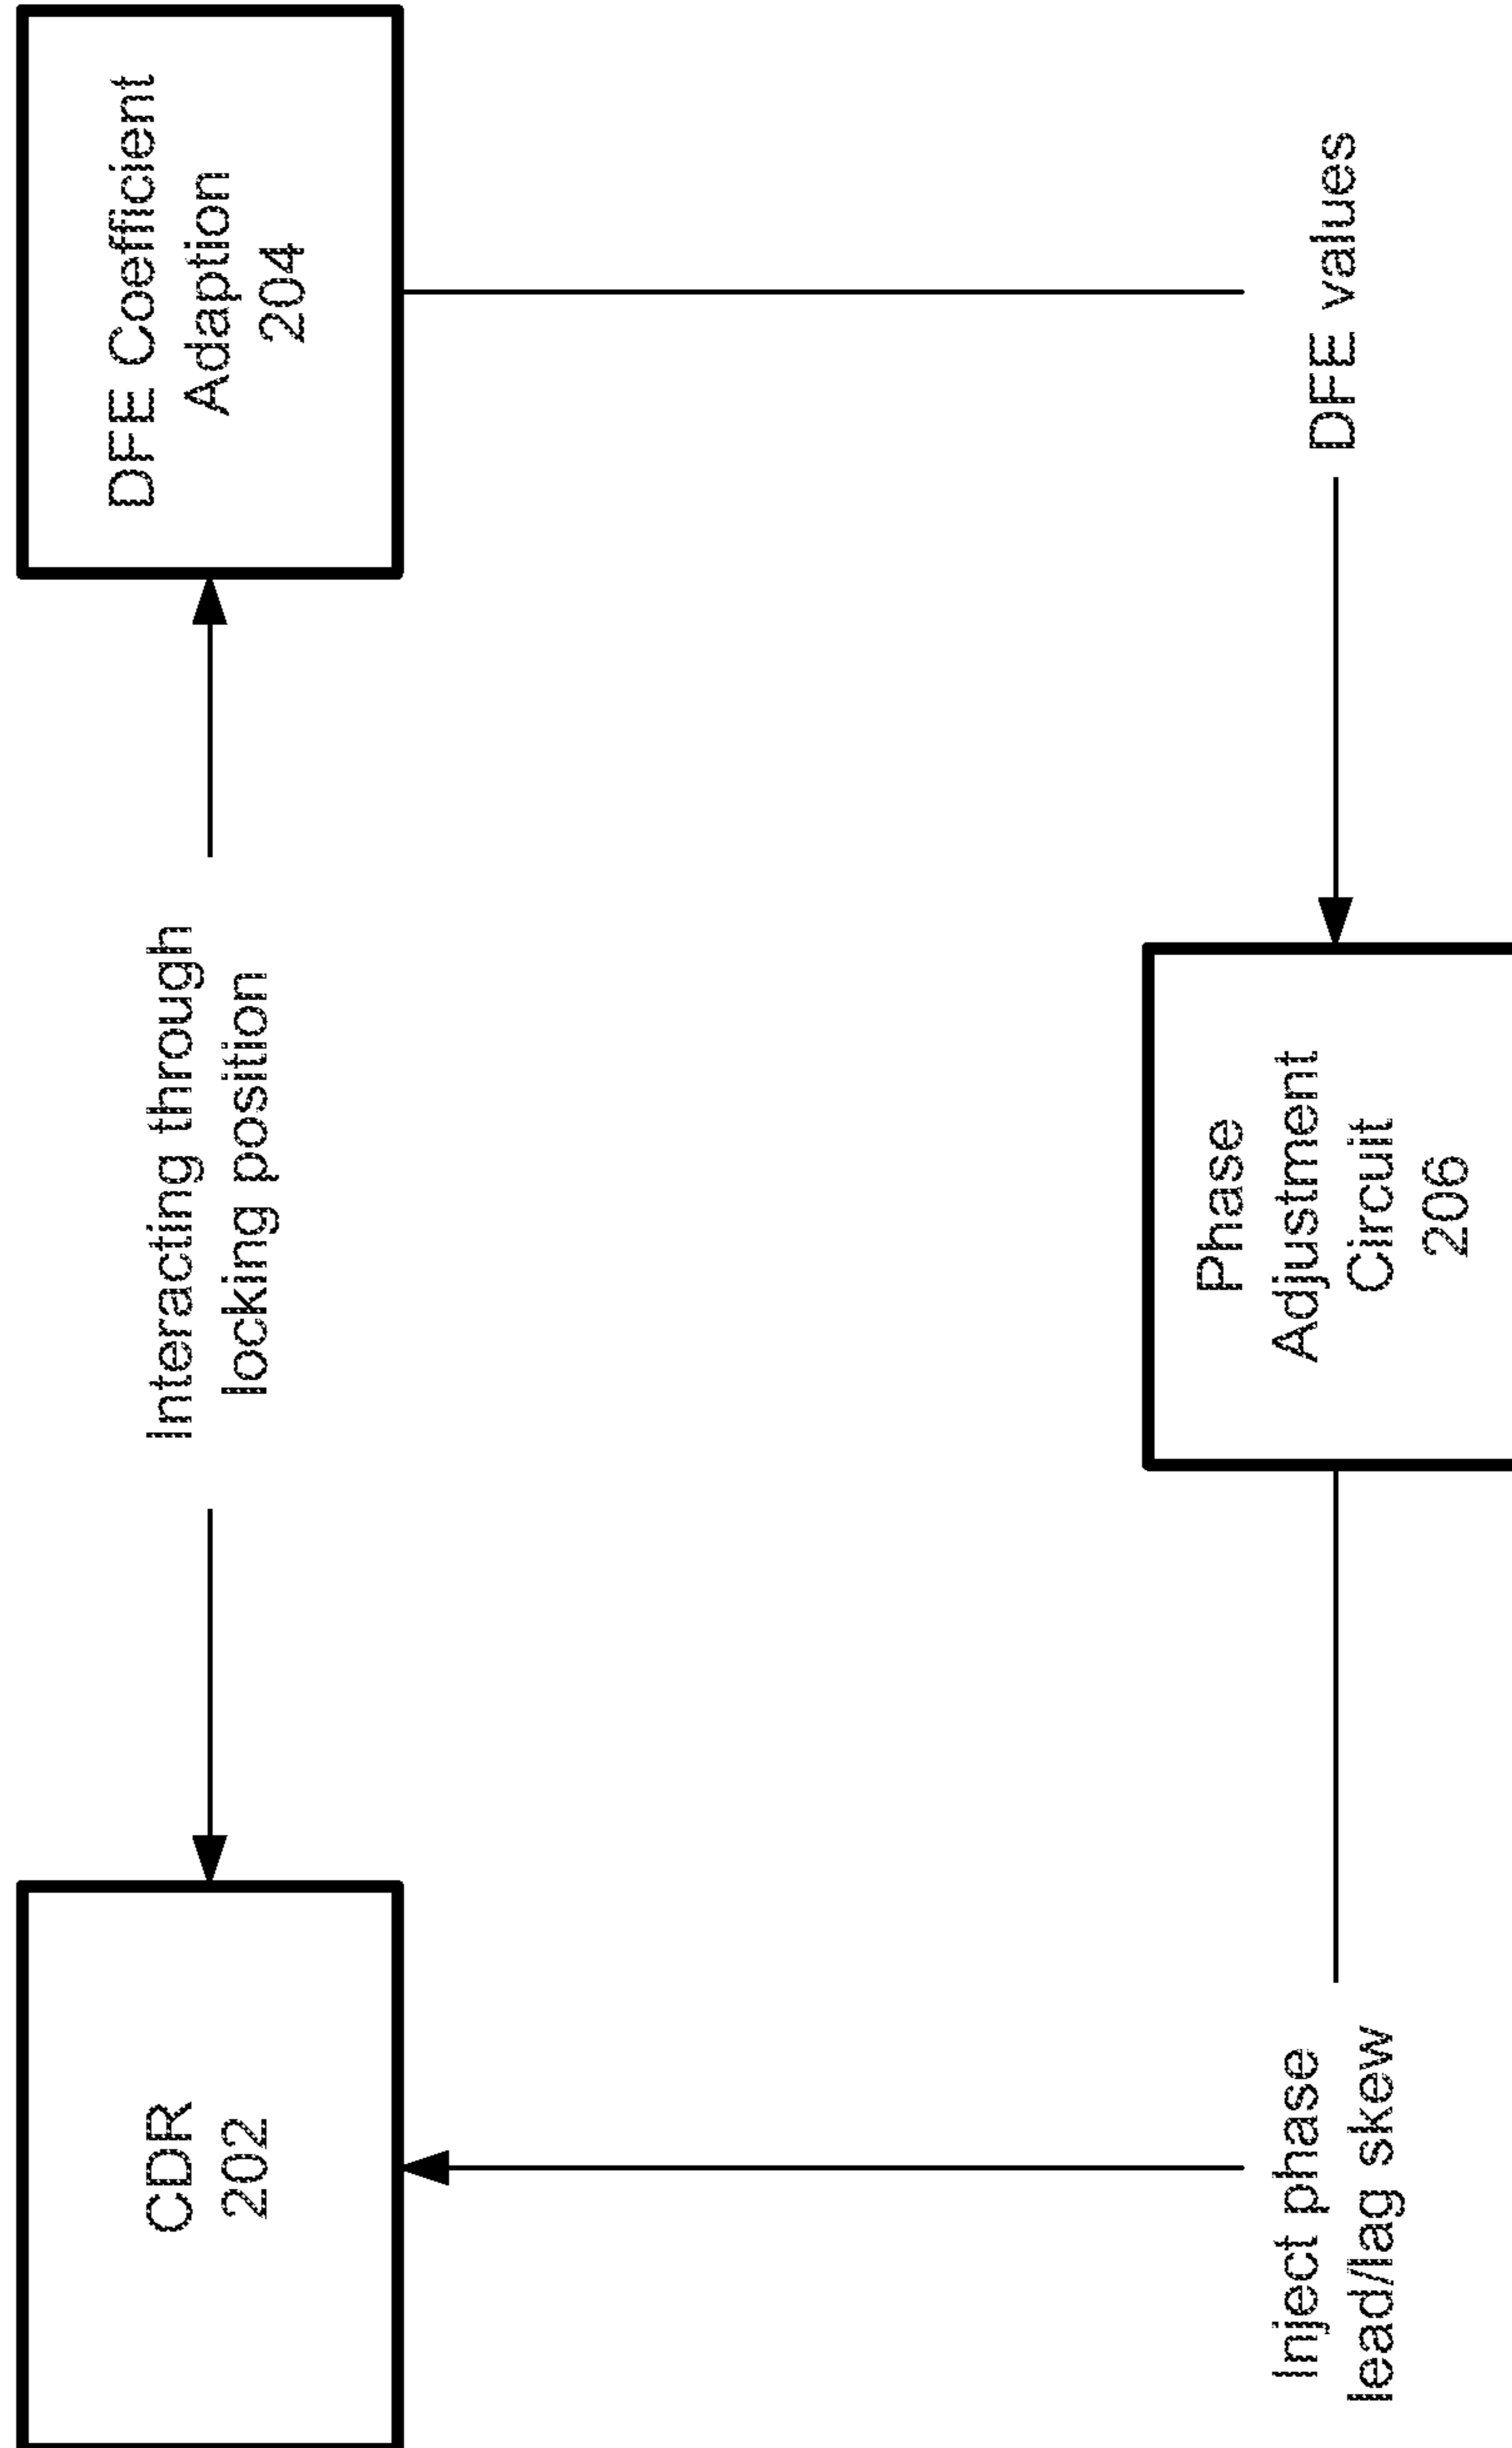 CDR
202
Interacting through
locking position
DFE Coefficient
Adaption
204
Inject phase
lead/lag skew
Phase
Adjustment
Circuit
206
DFE values